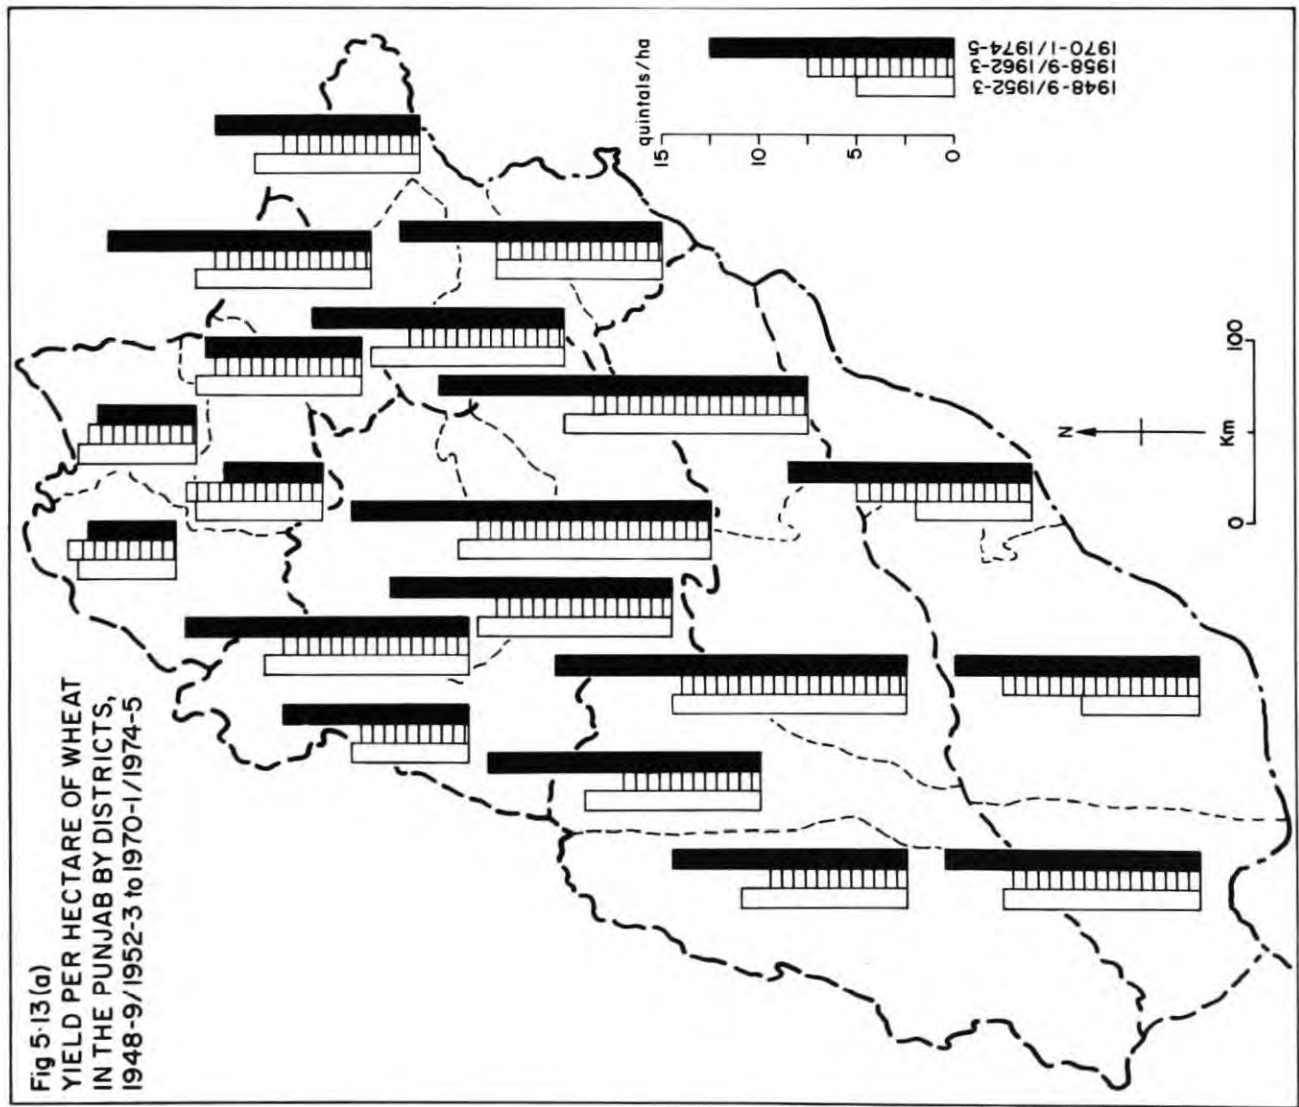 Fig 5·13(a)
YIELD PER HECTARE OF WHEAT
IN THE PUNJAB BY DISTRICTS,
1948-9/1952-3 to 1970-1/1974-5
quintals/ha
15
10
5
0
1948-9/1952-3
1958-9/1962-3
1970-1/1974-5
N
0 Km 100